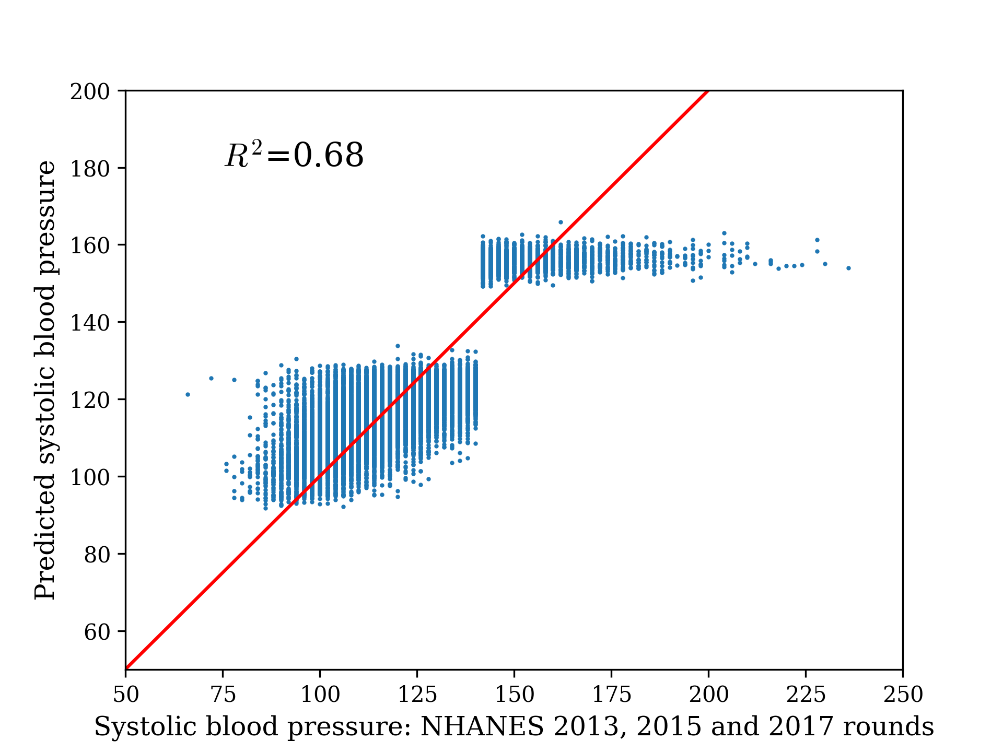 R²=0.68
Predicted systolic blood pressure
200
180
160
140
120
100
80
60
50 75 100 125 150 175 200 225 250
Systolic blood pressure: NHANES 2013, 2015 and 2017 rounds